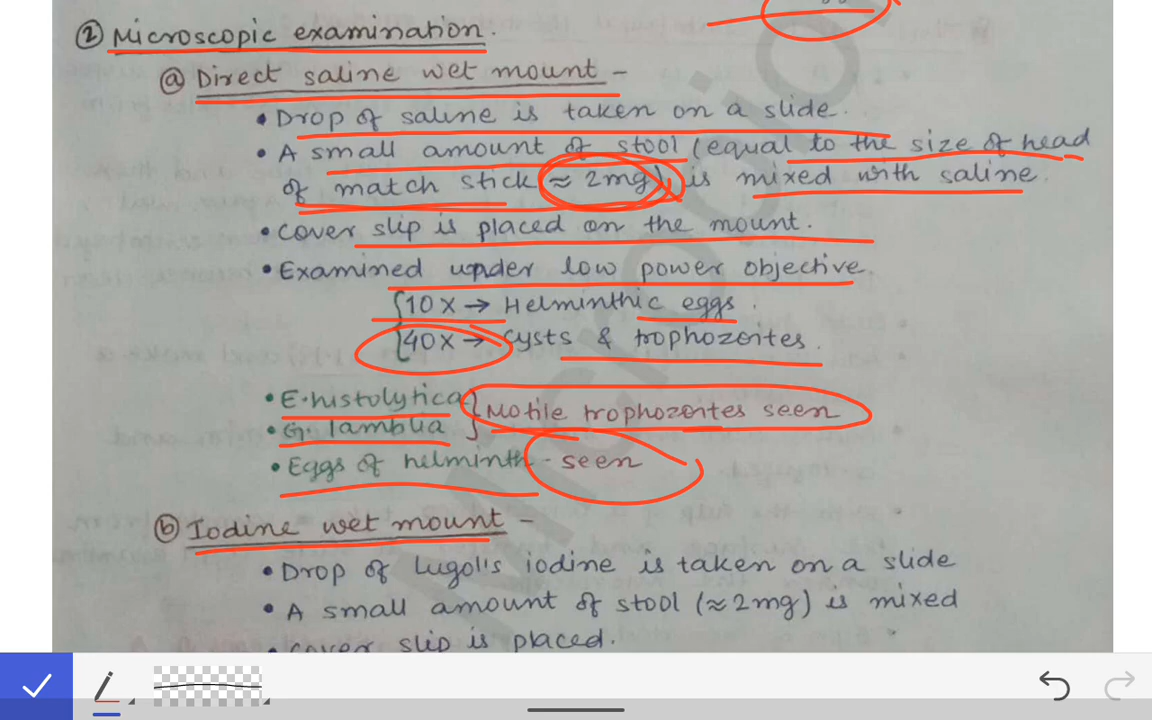 ② Microscopic examination.
ⓐ Direct saline wet mount -
• Drop of saline is taken on a slide.
• A small amount of stool (equal to the size of head
of match stick (≈ 2mg) is mixed with saline.
• Cover slip is placed on the mount.
• Examined under low power objective.
10X → Helminthic eggs.
40X → Cysts & trophozoites.
• E. histolytica } Motile trophozoites seen
• G. lamblia
• Eggs of helminth - seen
ⓑ Iodine wet mount -
• Drop of Lugol's iodine is taken on a slide
• A small amount of stool (≈2mg) is mixed
• Cover slip is placed.